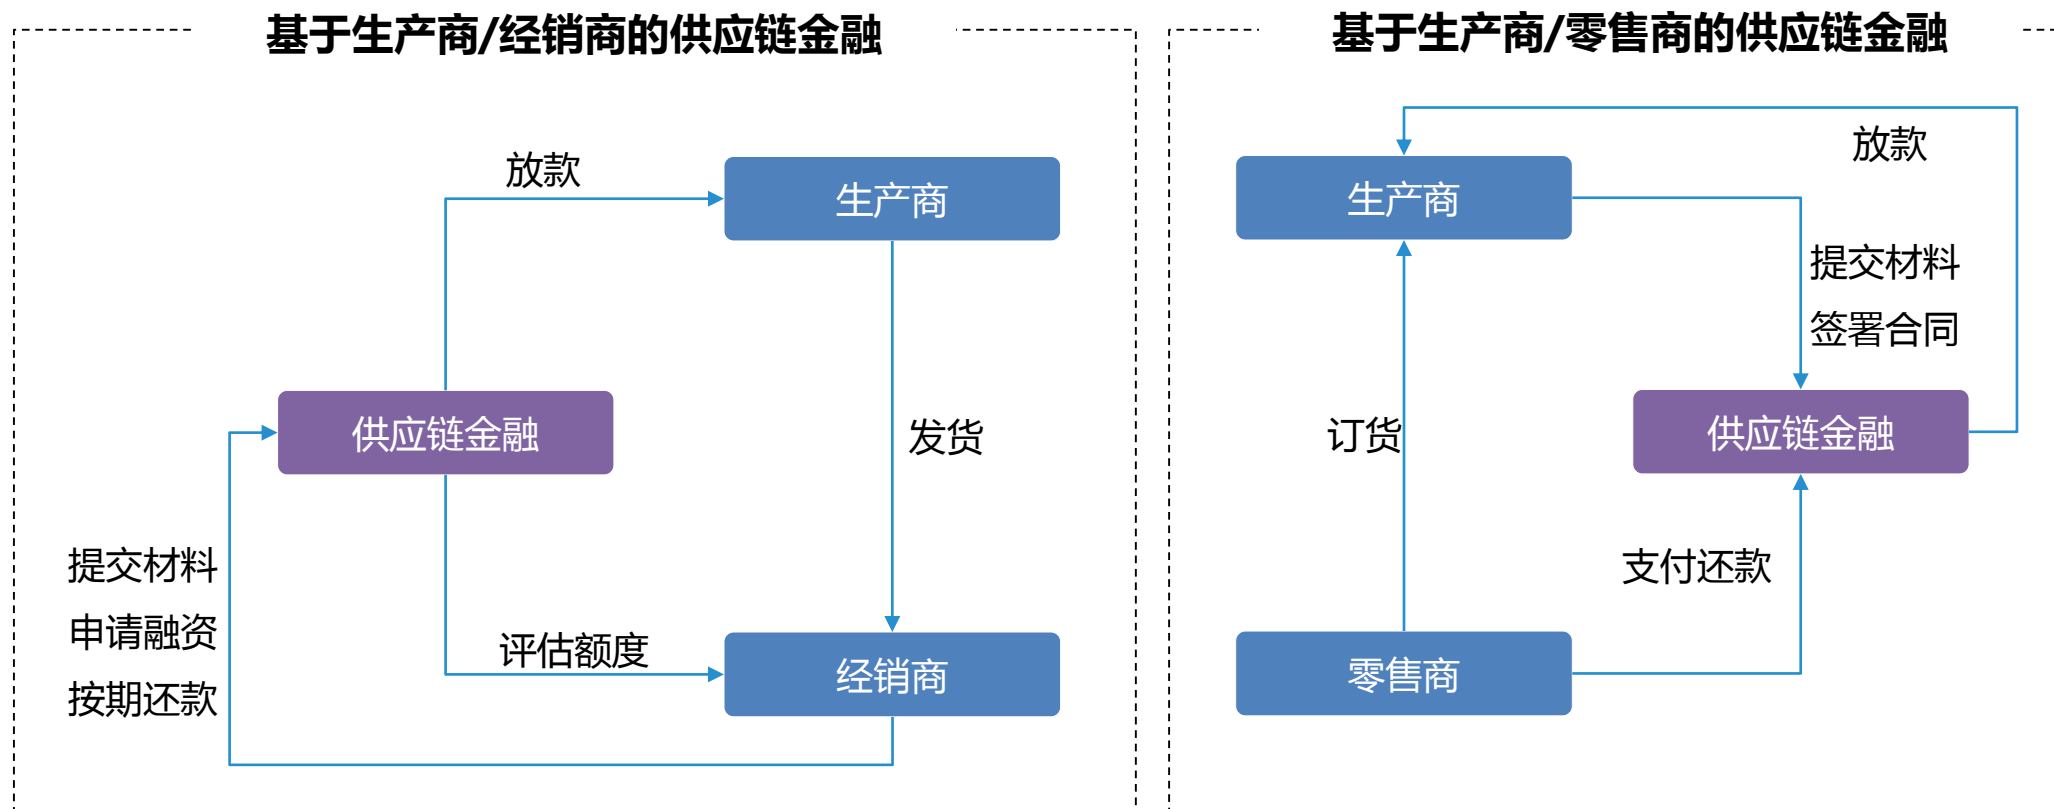 基于生产商/经销商的供应链金融
放款
生产商
供应链金融
发货
提交材料
申请融资
按期还款
评估额度
经销商
基于生产商/零售商的供应链金融
放款
生产商
提交材料
签署合同
订货
供应链金融
支付还款
零售商